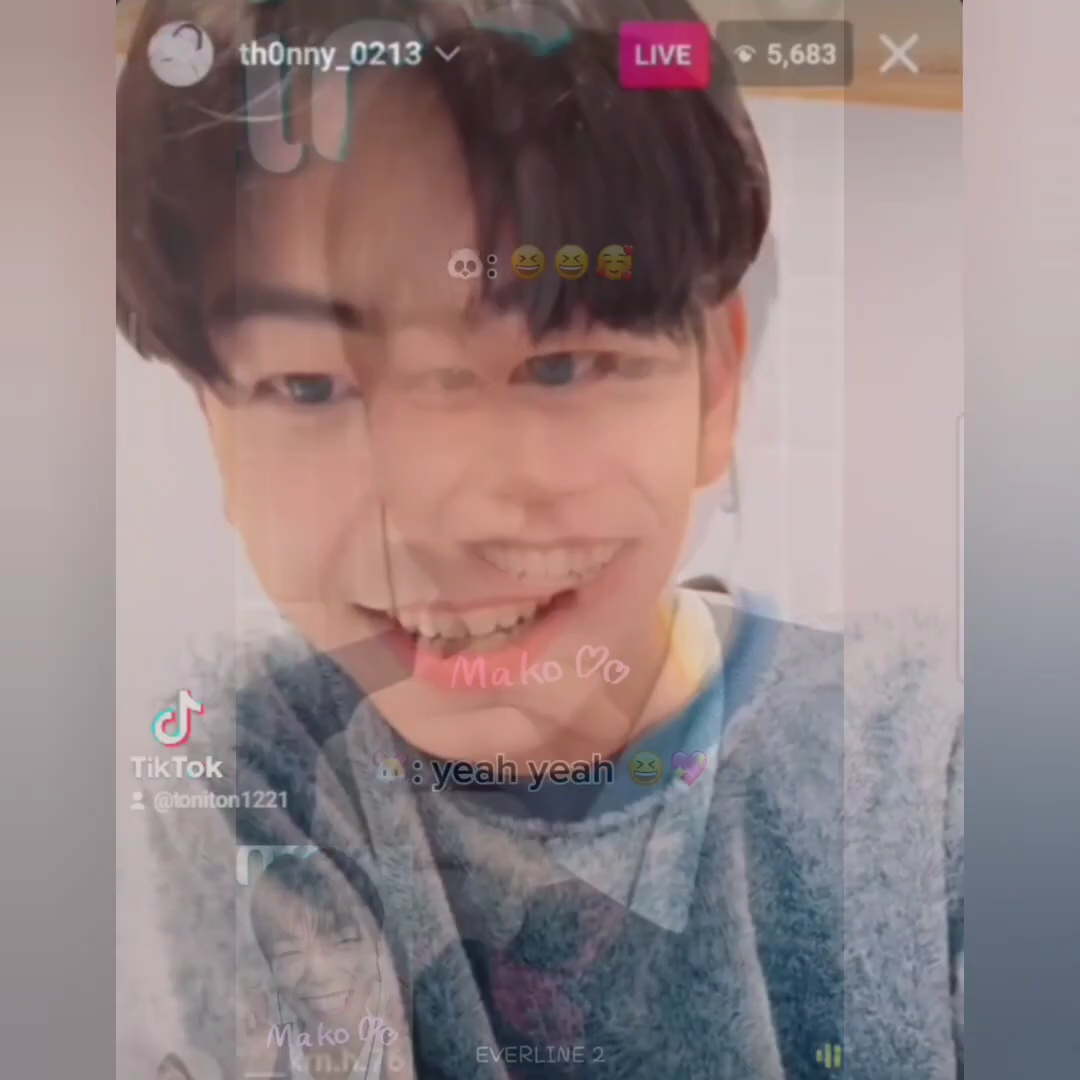 th0nny_0213
LIVE
5,683
🐼: 😆😆🥰
Mako ♡♡
TikTok
: yeah yeah 😆💖
@toniton1221
Mako ♡♡
EVERLINE 2